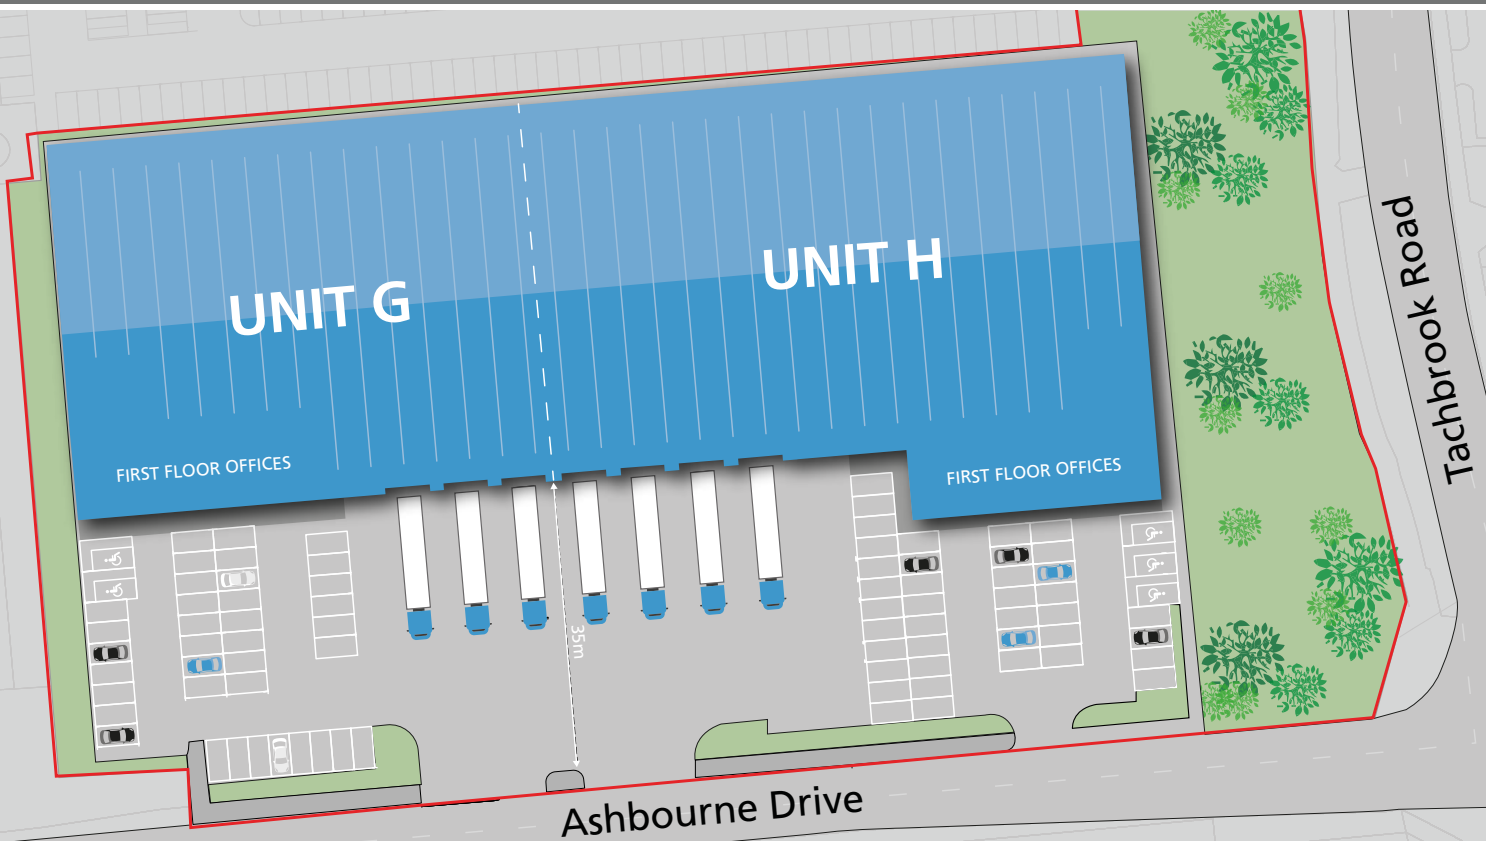 UNIT G
UNIT H
FIRST FLOOR OFFICES
FIRST FLOOR OFFICES
35m
Ashbourne Drive
Tachbrook Road